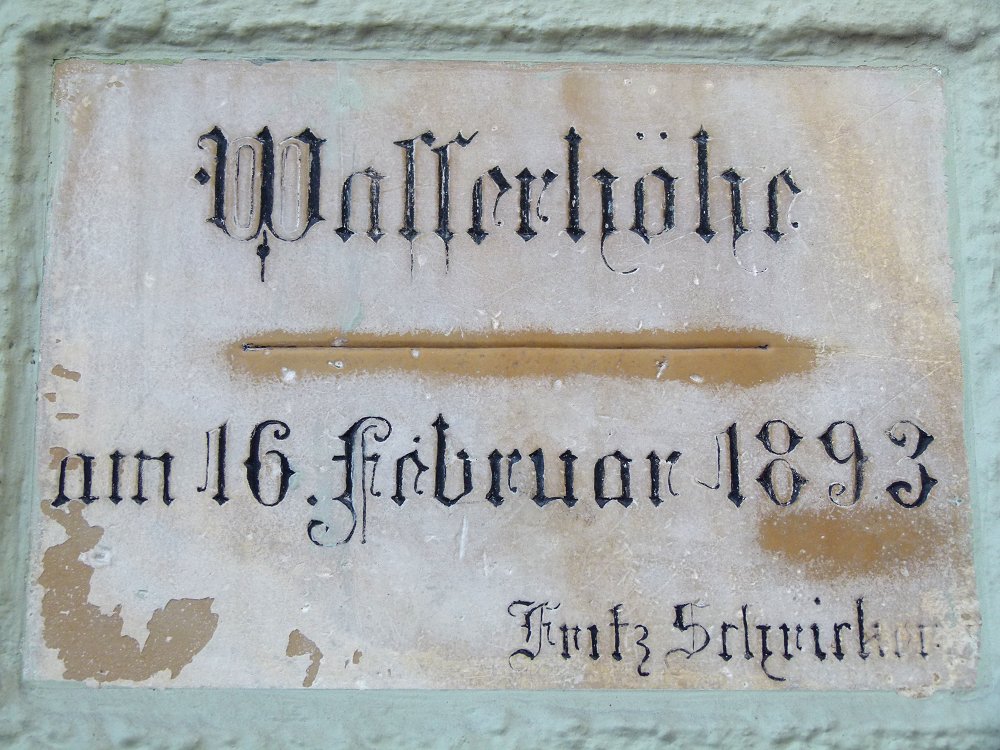 Wasserhöhe
am 16. Februar 1893
Fritz Schricker